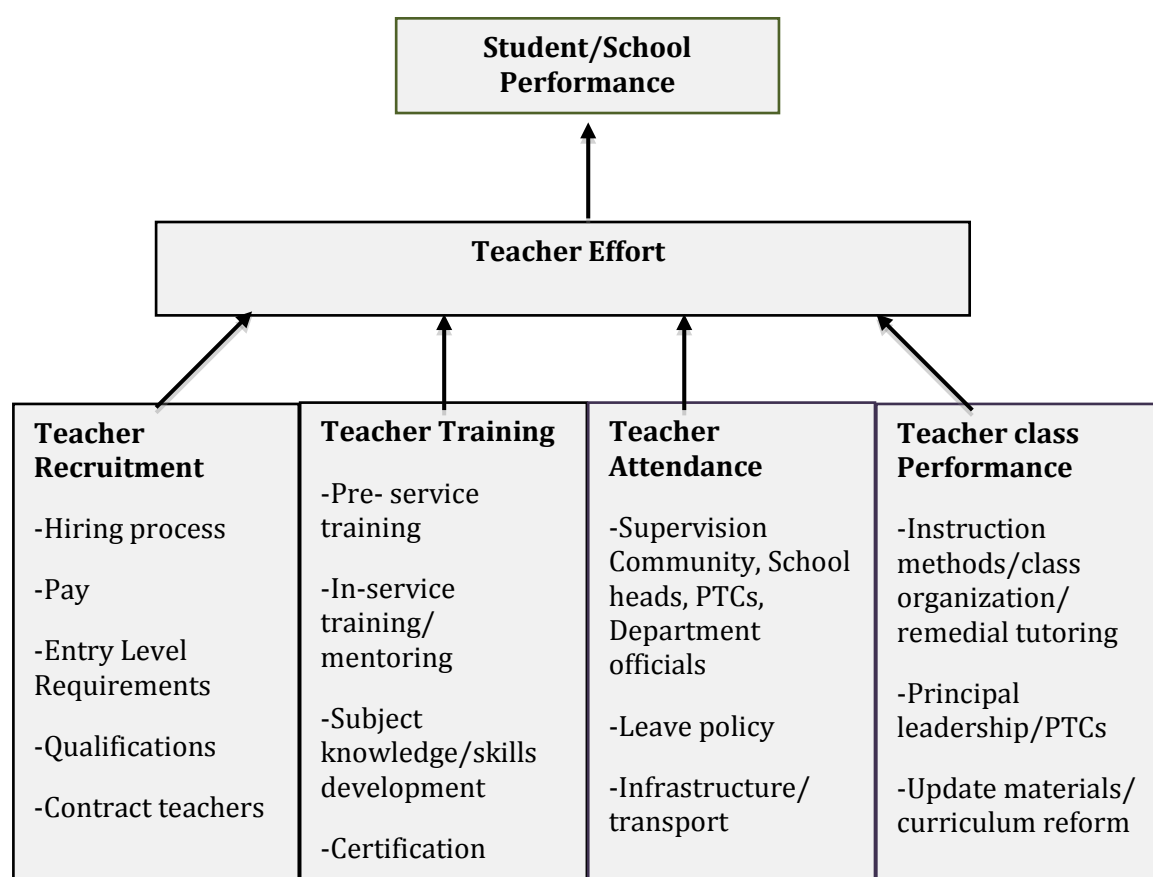 Student/School
Performance
Teacher Effort
Teacher
Recruitment
-Hiring process
-Pay
-Entry Level
Requirements
-Qualifications
-Contract teachers
Teacher Training
-Pre- service
training
-In-service
training/
mentoring
-Subject
knowledge/skills
development
-Certification
Teacher
Attendance
-Supervision
Community, School
heads, PTCs,
Department
officials
-Leave policy
-Infrastructure/
transport
Teacher class
Performance
-Instruction
methods/class
organization/
remedial tutoring
-Principal
leadership/PTCs
-Update materials/
curriculum reform